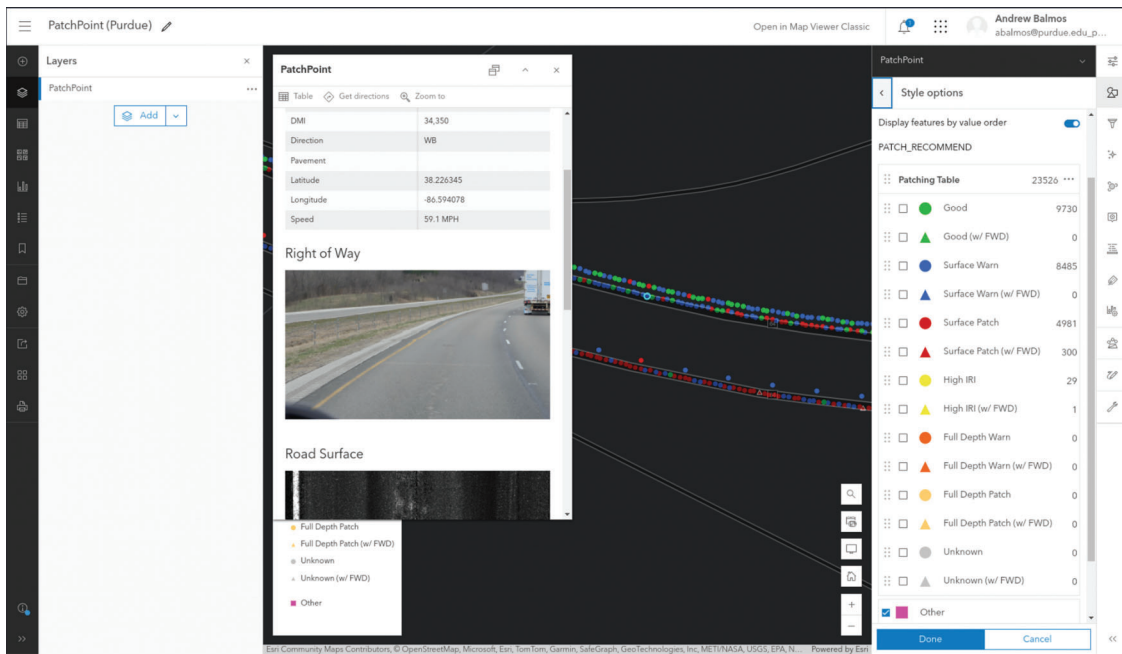 PatchPoint (Purdue)
Open in Map Viewer Classic
Andrew Balmos
abalmos@purdue.edu_p...
Layers
PatchPoint
Add
PatchPoint
Table Get directions Zoom to
DMI 34,350
Direction WB
Pavement
Latitude 38.226345
Longitude -86.594078
Speed 59.1 MPH
Right of Way
Road Surface
Full Depth Patch
Full Depth Patch (w/ FWD)
Unknown
Unknown (w/ FWD)
Other
Esri Community Maps Contributors, © OpenStreetMap, Microsoft, Esri, TomTom, Garmin, SafeGraph, GeoTechnologies, Inc, METI/NASA, USGS, EPA, N... Powered by Esri
PatchPoint
Style options
Display features by value order
PATCH_RECOMMEND
Patching Table 23526
Good 9730
Good (w/ FWD) 0
Surface Warn 8485
Surface Warn (w/ FWD) 0
Surface Patch 4981
Surface Patch (w/ FWD) 300
High IRI 29
High IRI (w/ FWD) 1
Full Depth Warn 0
Full Depth Warn (w/ FWD) 0
Full Depth Patch 0
Full Depth Patch (w/ FWD) 0
Unknown 0
Unknown (w/ FWD) 0
Other
Done Cancel